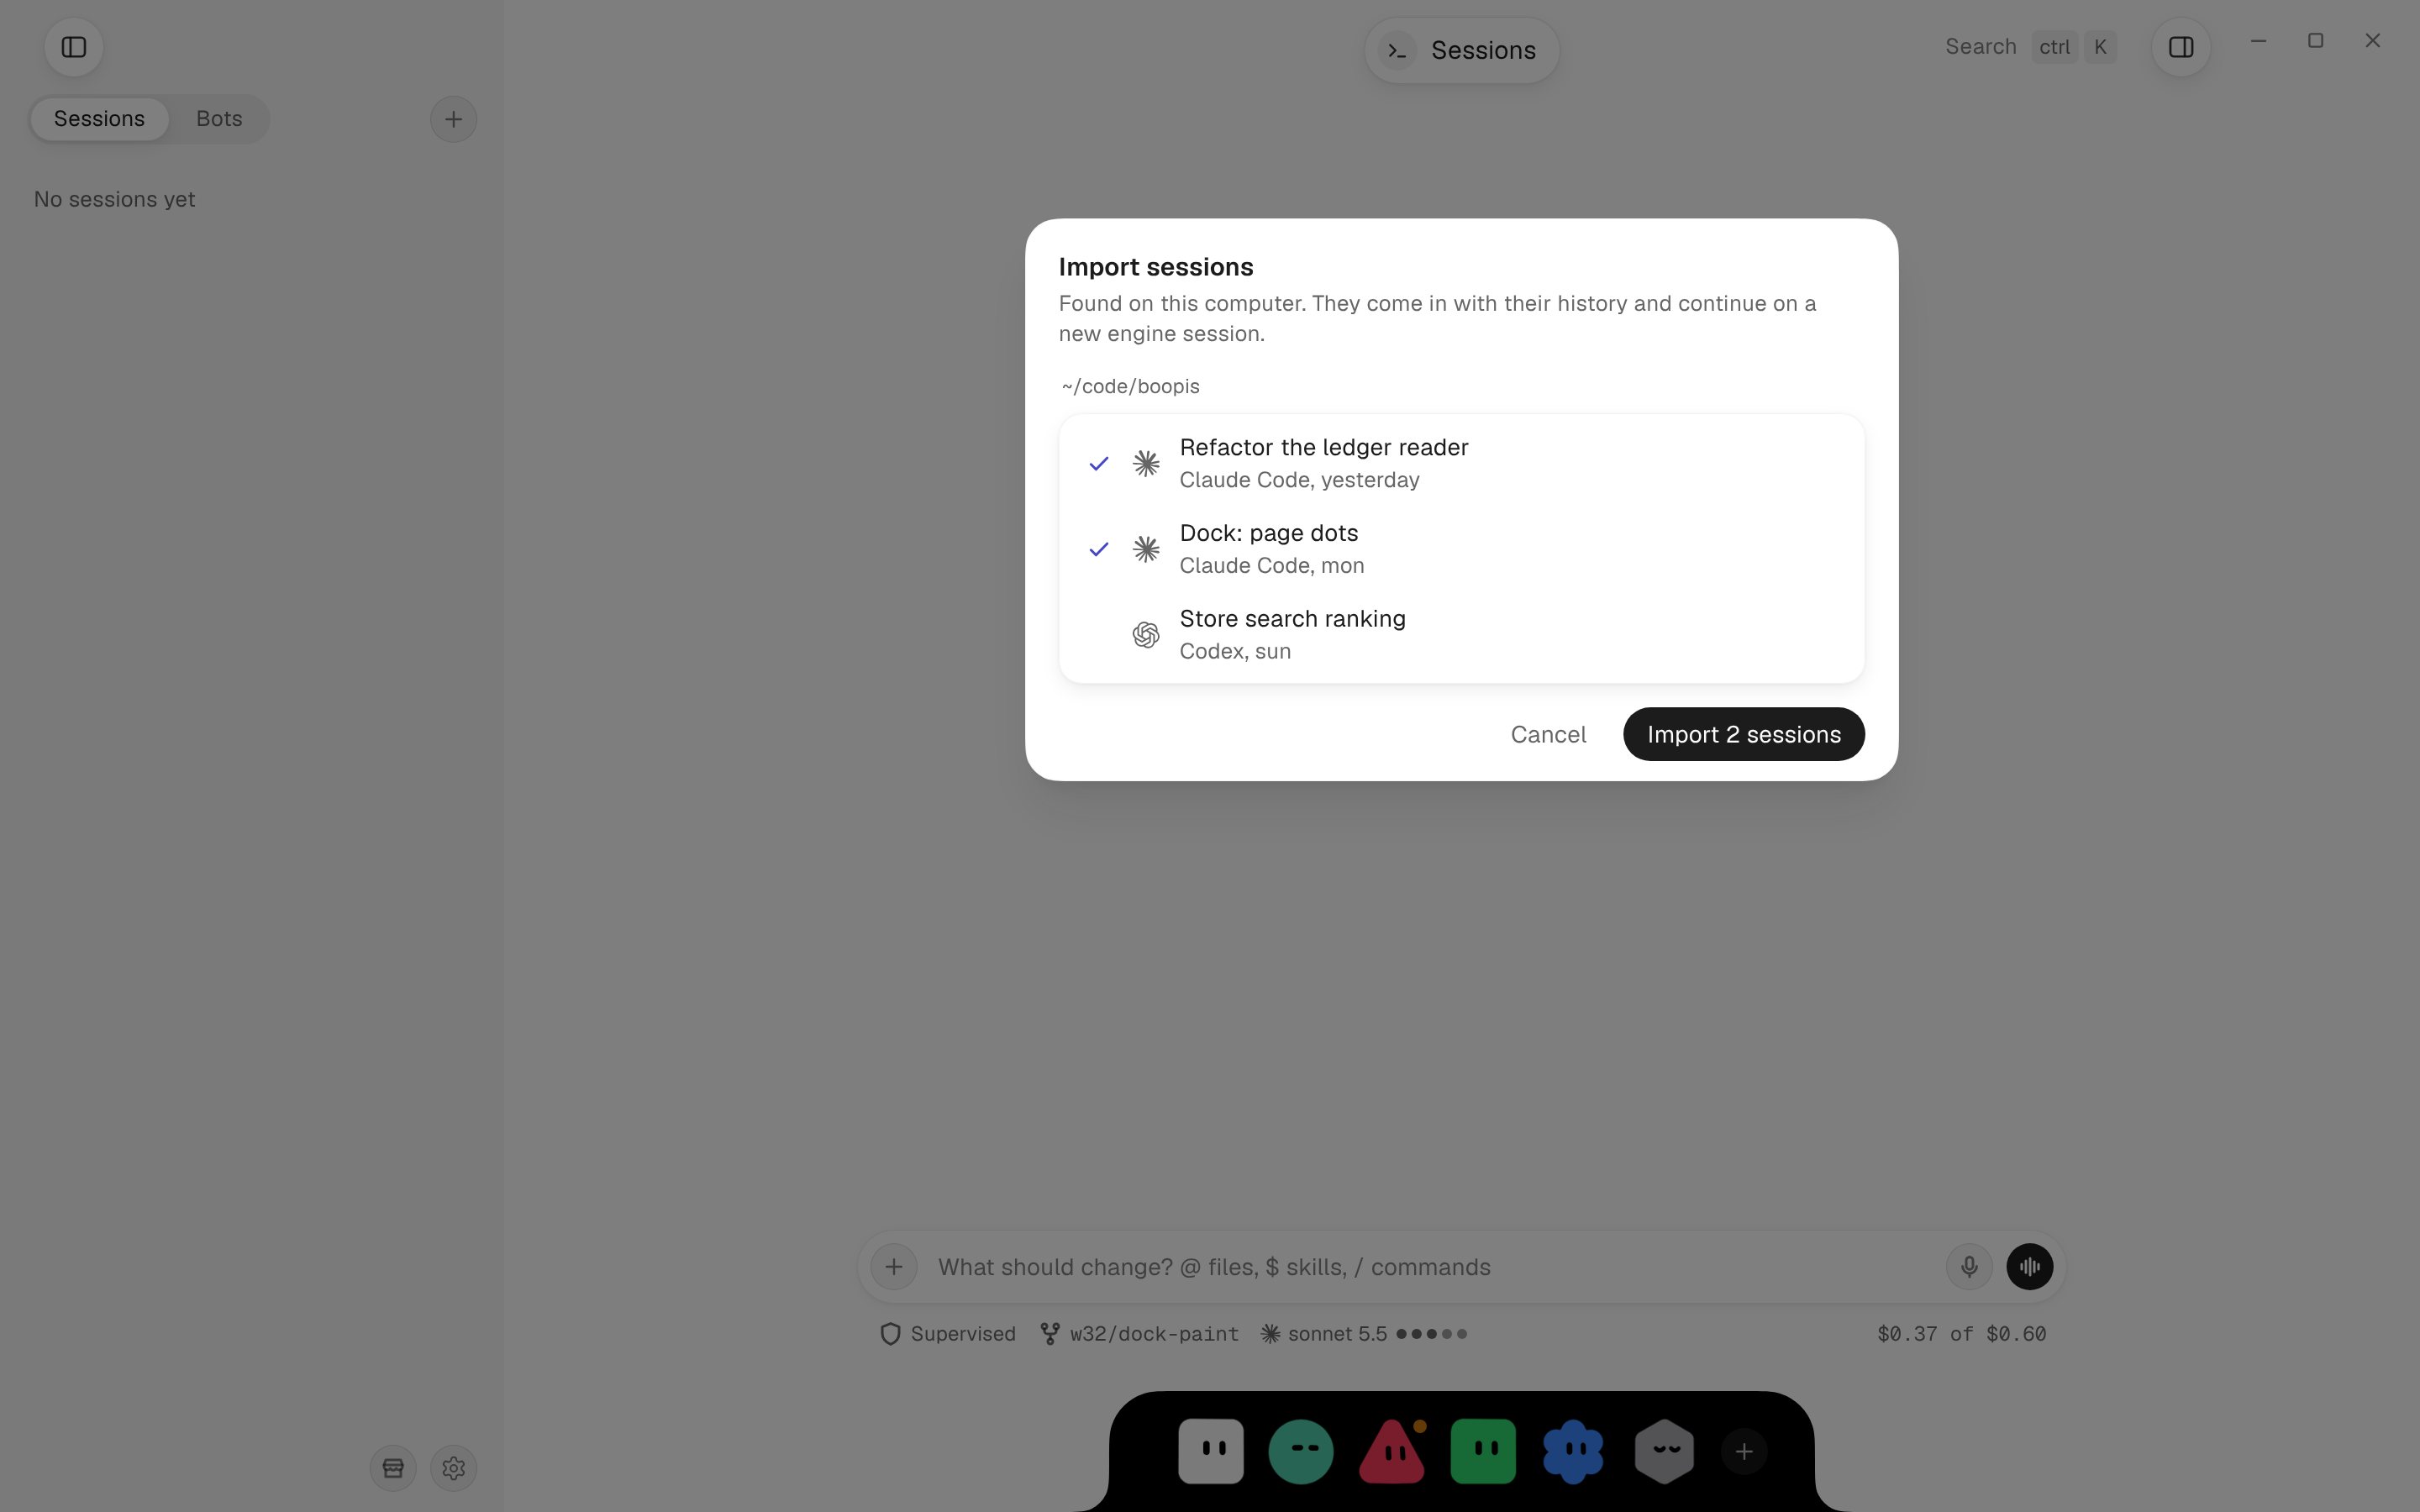 Sessions
Search ctrl K
Sessions Bots
No sessions yet
Import sessions
Found on this computer. They come in with their history and continue on a
new engine session.
~/code/boopis
Refactor the ledger reader
Claude Code, yesterday
Dock: page dots
Claude Code, mon
Store search ranking
Codex, sun
Cancel Import 2 sessions
What should change? @ files, $ skills, / commands
Supervised w32/dock-paint sonnet 5.5 $0.37 of $0.60